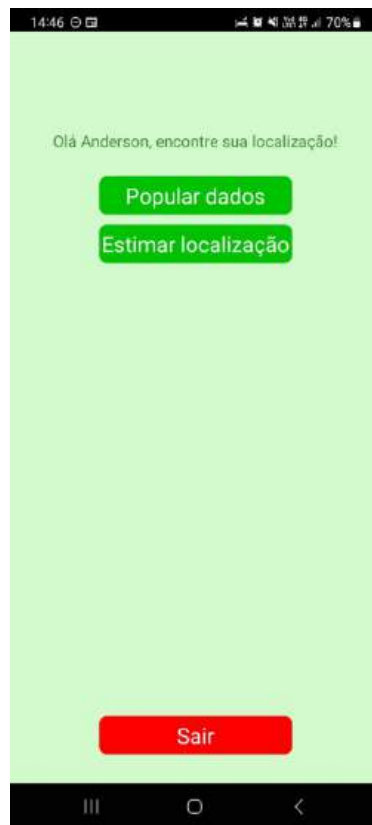 14:46
70%
Olá Anderson, encontre sua localização!
Popular dados
Estimar localização
Sair